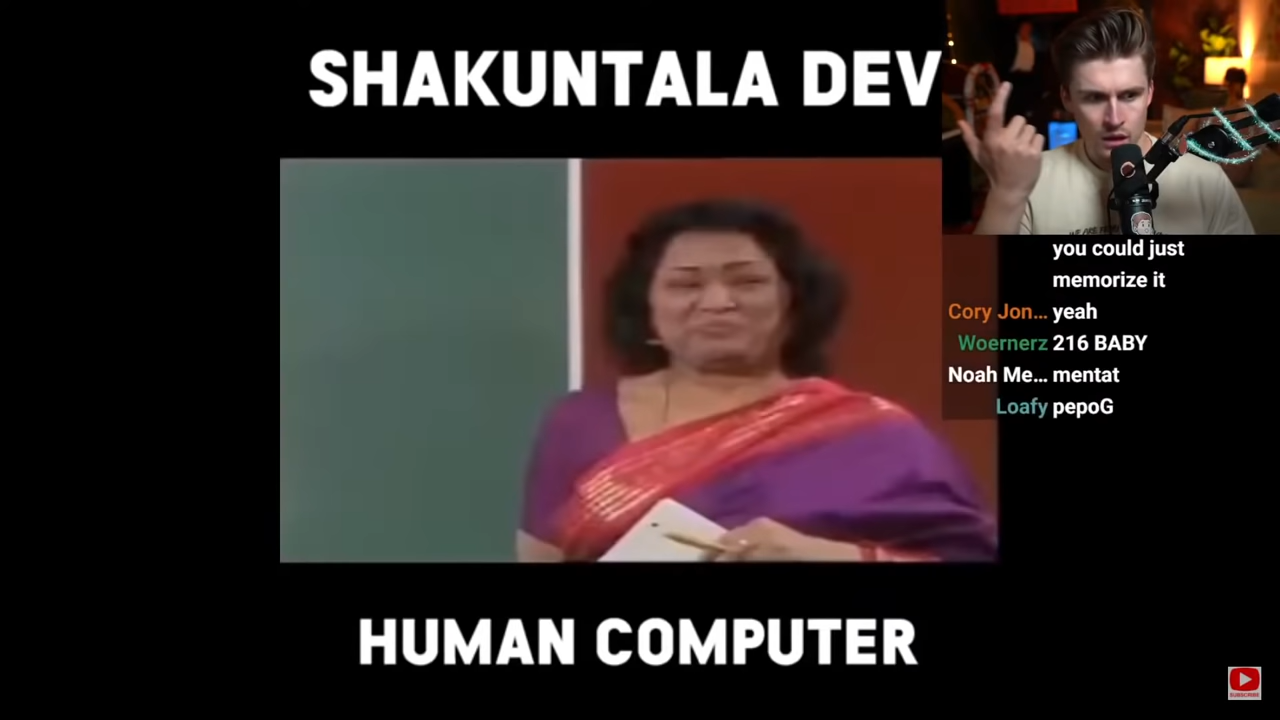 SHAKUNTALA DEV
you could just
memorize it
Cory Jon... yeah
Woernerz 216 BABY
Noah Me... mentat
Loafy pepoG
HUMAN COMPUTER
SUBSCRIBE